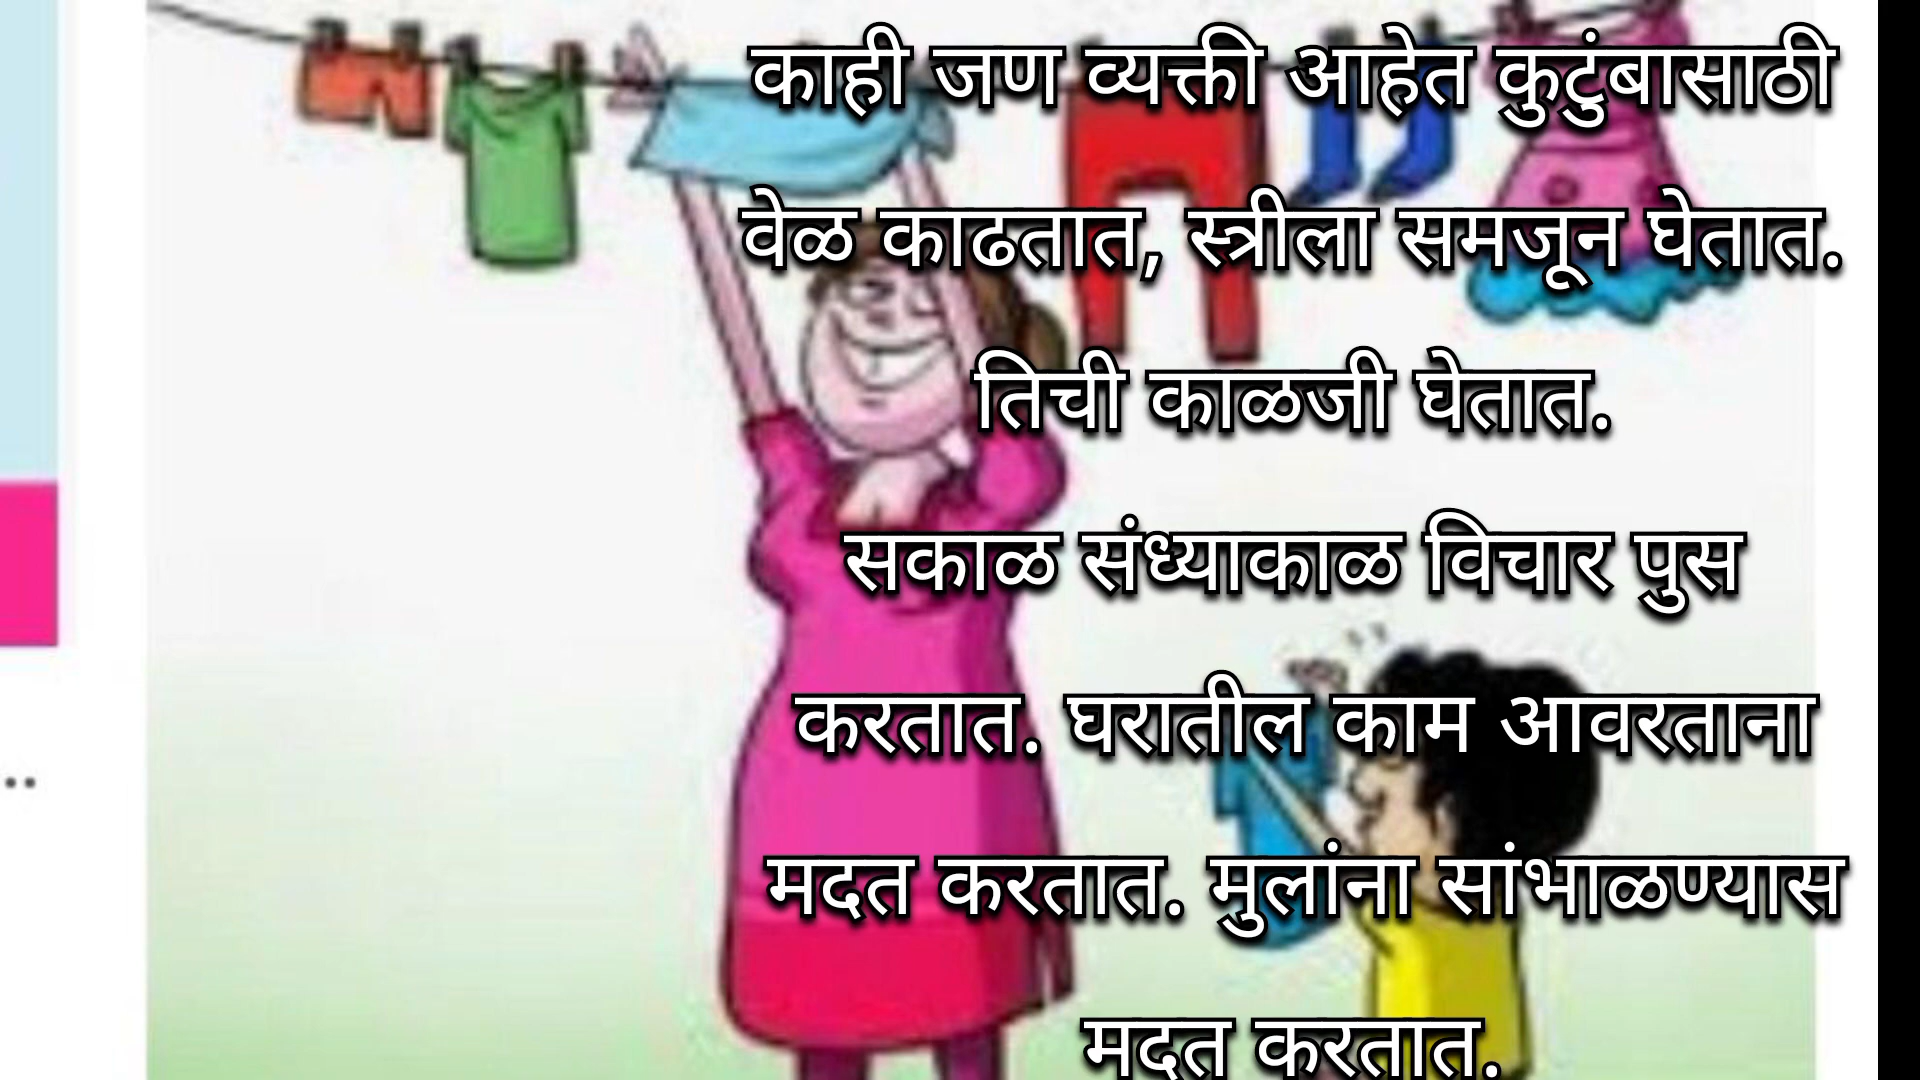 काही जण व्यक्ती आहेत कुटुंबासाठी
वेळ काढतात, स्त्रीला समजून घेतात.
तिची काळजी घेतात.
सकाळ संध्याकाळ विचार पुस
करतात. घरातील काम आवरताना
मदत करतात. मुलांना सांभाळण्यास
मदत करतात.
..